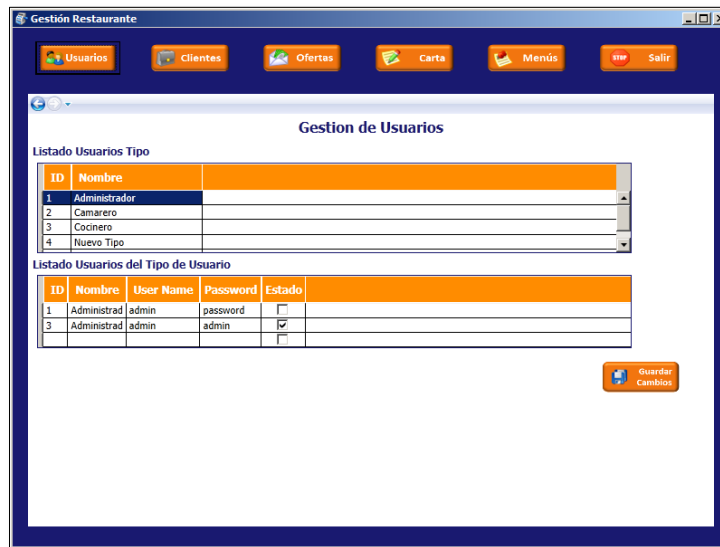 Gestión Restaurante
Usuarios Clientes Ofertas Carta Menús STOP Salir
Gestion de Usuarios
Listado Usuarios Tipo
ID Nombre
1 Administrador
2 Camarero
3 Cocinero
4 Nuevo Tipo
Listado Usuarios del Tipo de Usuario
ID Nombre User Name Password Estado
1 Administrad admin password
3 Administrad admin admin
Guardar
Cambios